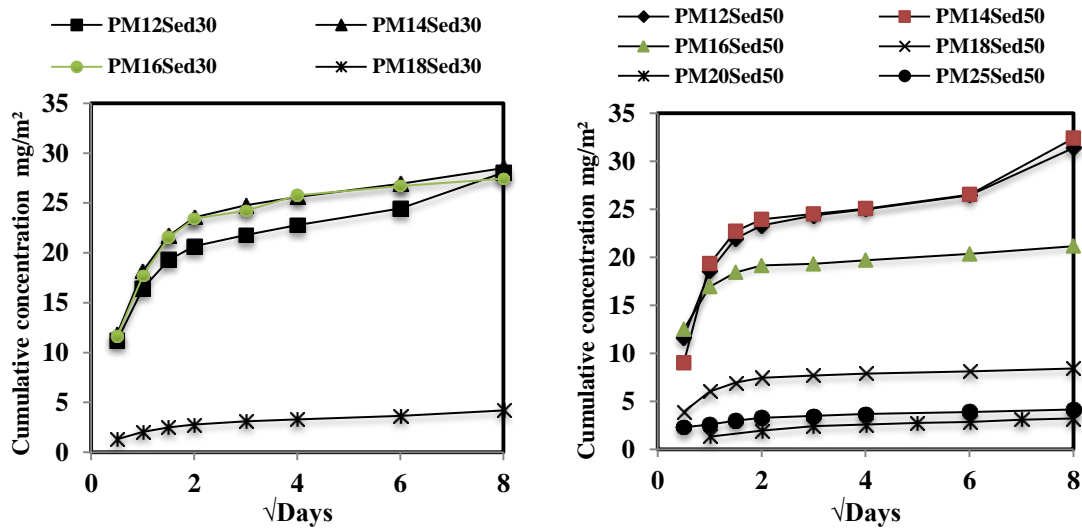 PM12Sed30 PM14Sed30
PM16Sed30 PM18Sed30
Cumulative concentration mg/m²
35
30
25
20
15
10
5
0
0 2 4 6 8
√Days
PM12Sed50 PM14Sed50
PM16Sed50 PM18Sed50
PM20Sed50 PM25Sed50
Cumulative concentration mg/m²
35
30
25
20
15
10
5
0
0 2 4 6 8
√Days